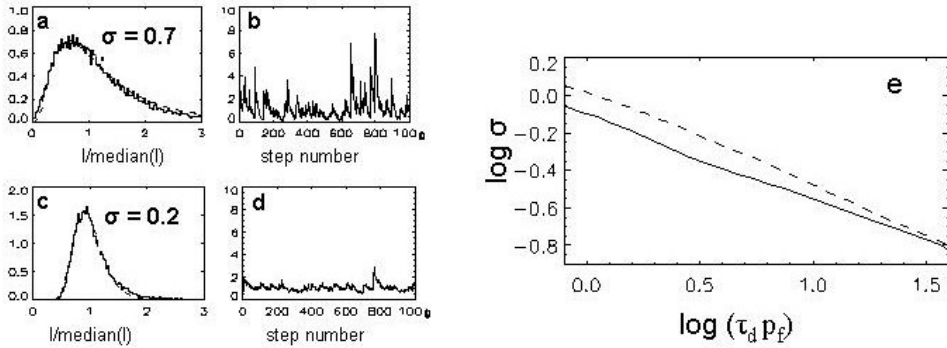 a
σ = 0.7
1.0
0.8
0.6
0.4
0.2
0.0
0 1 2 3
I/median(I)
b
10
8
6
4
2
0
0 200 400 600 800 100
step number
c
σ = 0.2
2.0
1.5
1.0
0.5
0.0
0 1 2 3
I/median(I)
d
10
8
6
4
2
0
0 200 400 600 800 100
step number
e
log σ
0.2
0.0
−0.2
−0.4
−0.6
−0.8
0.0 0.5 1.0 1.5
log (τd pf)